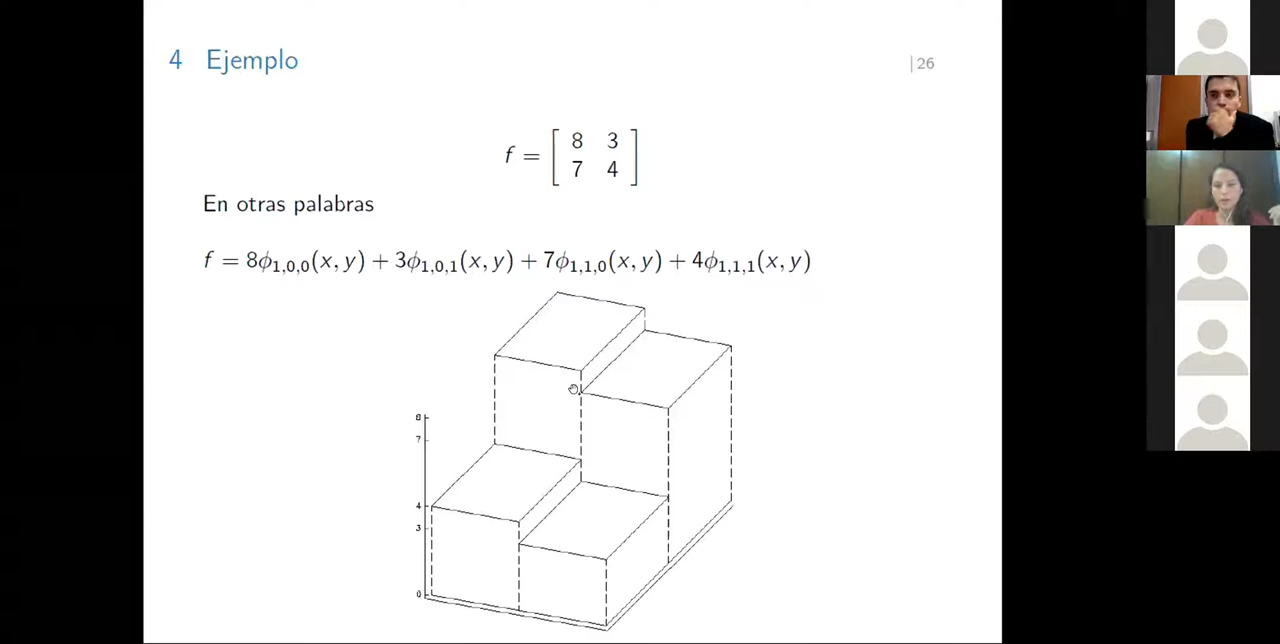 4 Ejemplo
| 26
f = [ 8 3
7 4 ]
En otras palabras
f = 8ϕ1,0,0(x, y) + 3ϕ1,0,1(x, y) + 7ϕ1,1,0(x, y) + 4ϕ1,1,1(x, y)
8
7
4
3
0